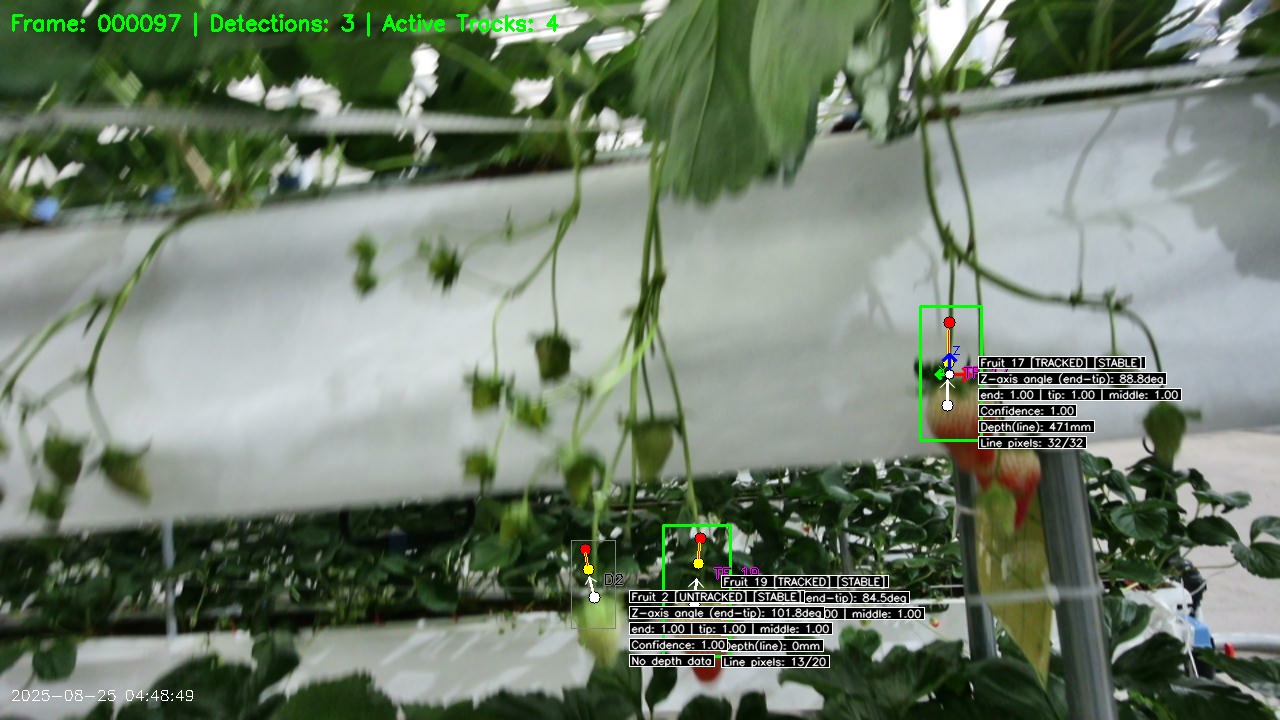 Frame: 000097 | Detections: 3 | Active Tracks: 4
Z
Fruit 17 [TRACKED] [STABLE]
Z-axis angle (end-tip): 88.8deg
end: 1.00 | tip: 1.00 | middle: 1.00
Confidence: 1.00
Depth(line): 471mm
Line pixels: 32/32
D2
Fruit 19 [TRACKED] [STABLE]
end-tip): 84.5deg
00 | middle: 1.00
Depth(line): 0mm
Line pixels: 13/20
Fruit 2 [UNTRACKED] [STABLE]
Z-axis angle (end-tip): 101.8deg
end: 1.00 | tip: 1.00 | middle: 1.00
Confidence: 1.00
No depth data
2025-08-25 04:48:49